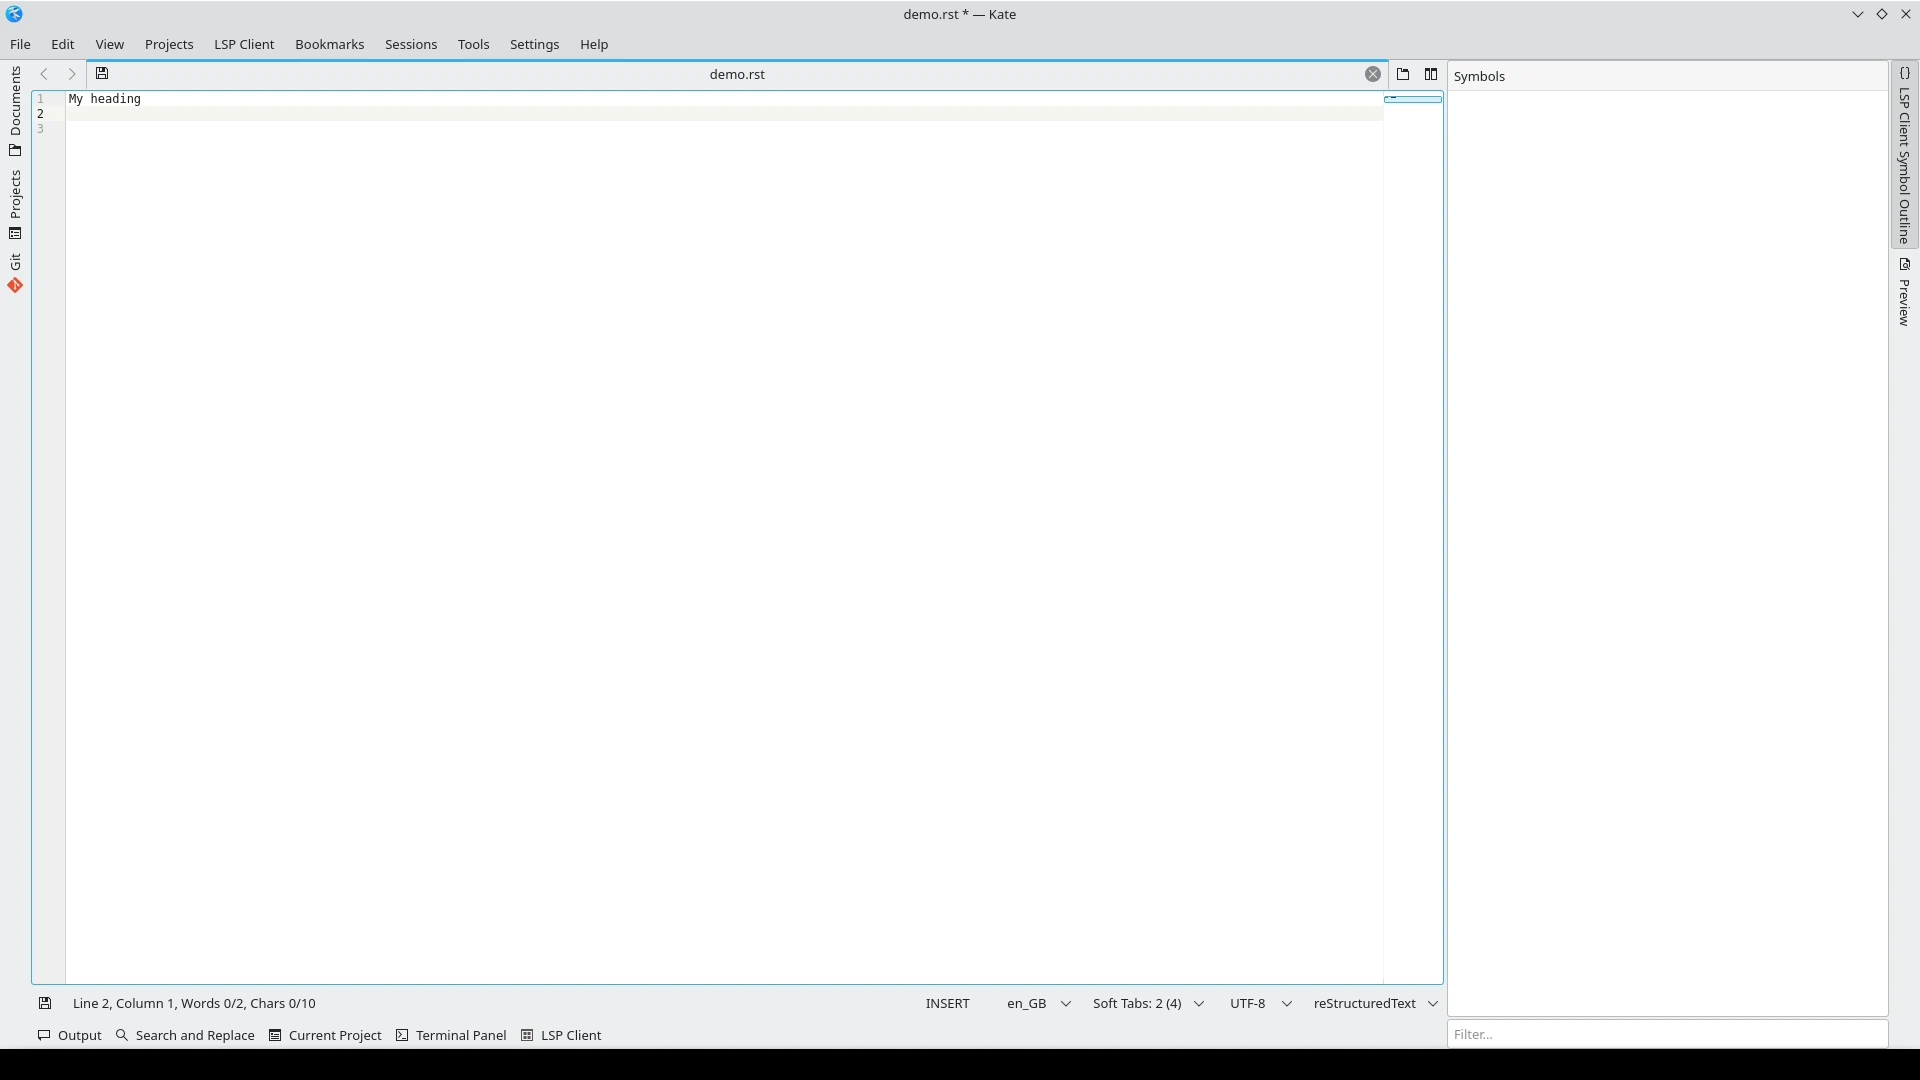 demo.rst * — Kate
File Edit View Projects LSP Client Bookmarks Sessions Tools Settings Help
demo.rst
Symbols
Documents
Projects
Git
1 My heading
2
3
{} LSP Client Symbol Outline
Preview
Line 2, Column 1, Words 0/2, Chars 0/10
INSERT en_GB Soft Tabs: 2 (4) UTF-8 reStructuredText
Output Search and Replace Current Project Terminal Panel LSP Client
Filter...